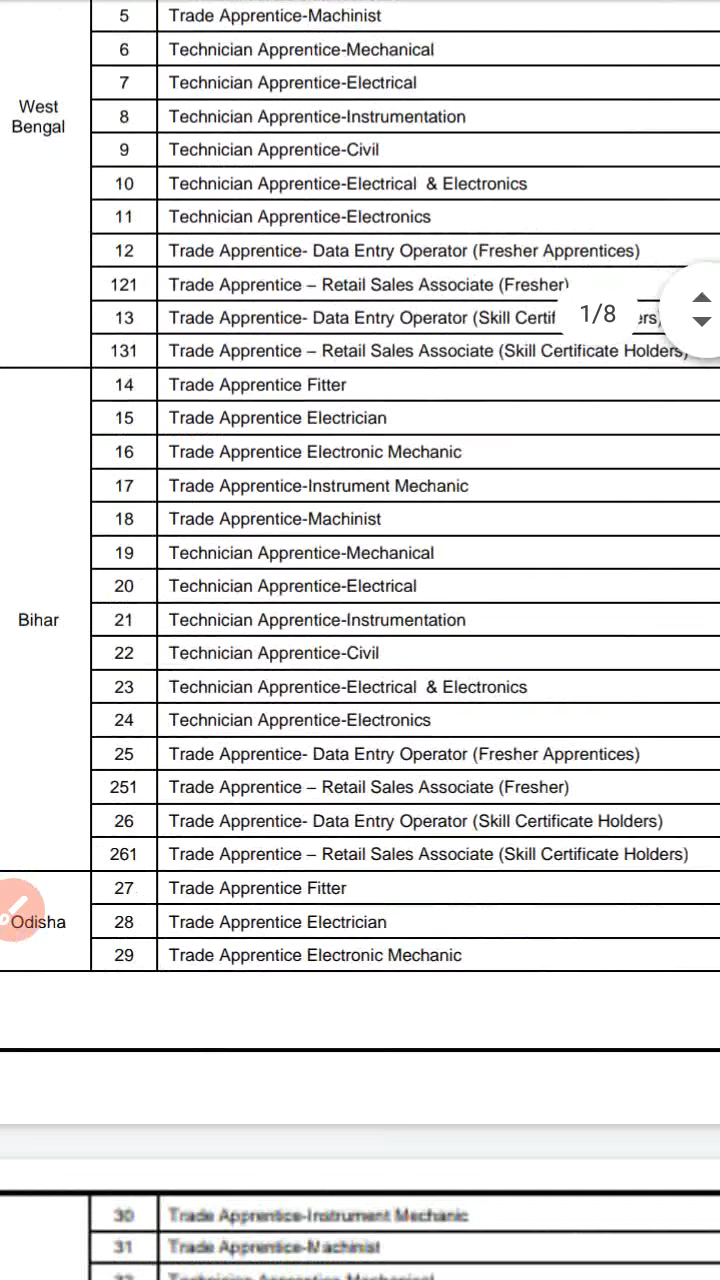 5 Trade Apprentice-Machinist
6 Technician Apprentice-Mechanical
7 Technician Apprentice-Electrical
West Bengal
8 Technician Apprentice-Instrumentation
9 Technician Apprentice-Civil
10 Technician Apprentice-Electrical & Electronics
11 Technician Apprentice-Electronics
12 Trade Apprentice- Data Entry Operator (Fresher Apprentices)
121 Trade Apprentice – Retail Sales Associate (Fresher)
13 Trade Apprentice- Data Entry Operator (Skill Certif ers)
1/8
131 Trade Apprentice – Retail Sales Associate (Skill Certificate Holders)
14 Trade Apprentice Fitter
15 Trade Apprentice Electrician
16 Trade Apprentice Electronic Mechanic
17 Trade Apprentice-Instrument Mechanic
18 Trade Apprentice-Machinist
19 Technician Apprentice-Mechanical
20 Technician Apprentice-Electrical
Bihar
21 Technician Apprentice-Instrumentation
22 Technician Apprentice-Civil
23 Technician Apprentice-Electrical & Electronics
24 Technician Apprentice-Electronics
25 Trade Apprentice- Data Entry Operator (Fresher Apprentices)
251 Trade Apprentice – Retail Sales Associate (Fresher)
26 Trade Apprentice- Data Entry Operator (Skill Certificate Holders)
261 Trade Apprentice – Retail Sales Associate (Skill Certificate Holders)
27 Trade Apprentice Fitter
Odisha
28 Trade Apprentice Electrician
29 Trade Apprentice Electronic Mechanic
30 Trade Apprentice-Instrument Mechanic
31 Trade Apprentice-Machinist